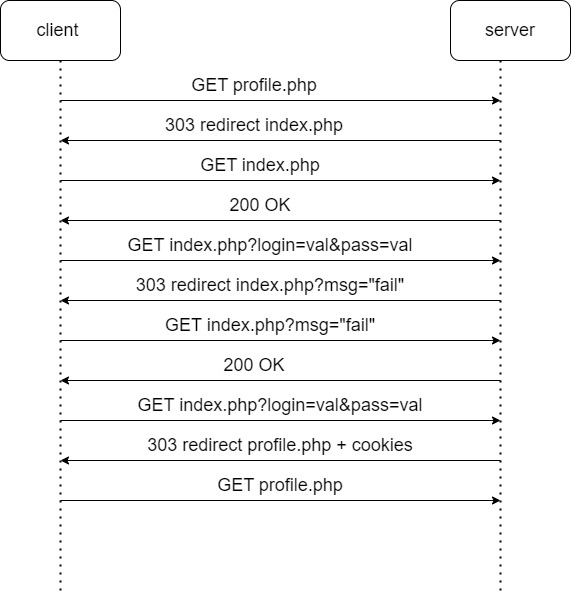 client
server
GET profile.php
303 redirect index.php
GET index.php
200 OK
GET index.php?login=val&pass=val
303 redirect index.php?msg="fail"
GET index.php?msg="fail"
200 OK
GET index.php?login=val&pass=val
303 redirect profile.php + cookies
GET profile.php